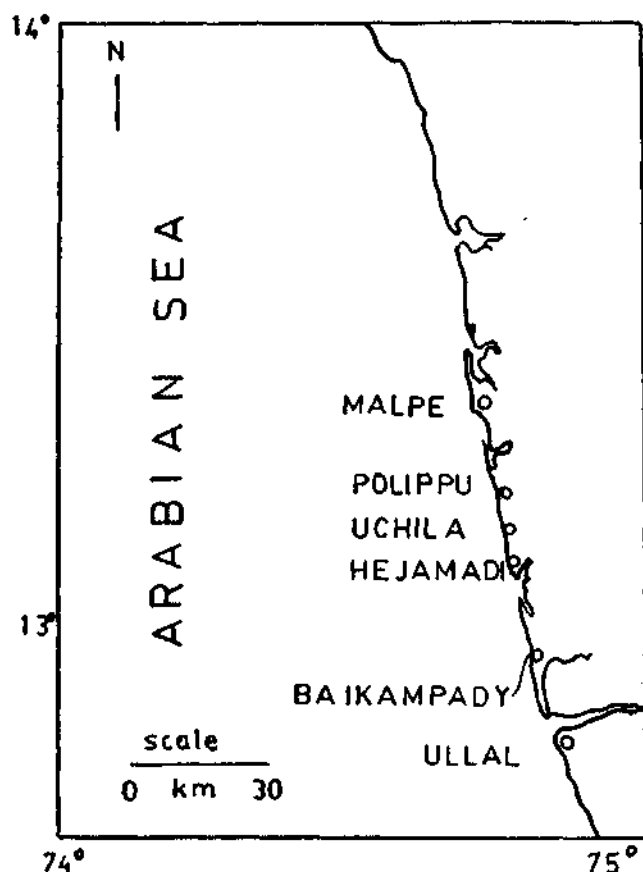 14°
N
ARABIAN SEA
MALPE
POLIPPU
UCHILA
HEJAMADI
13°
BAIKAMPADY
scale
ULLAL
0 km 30
74°
75°